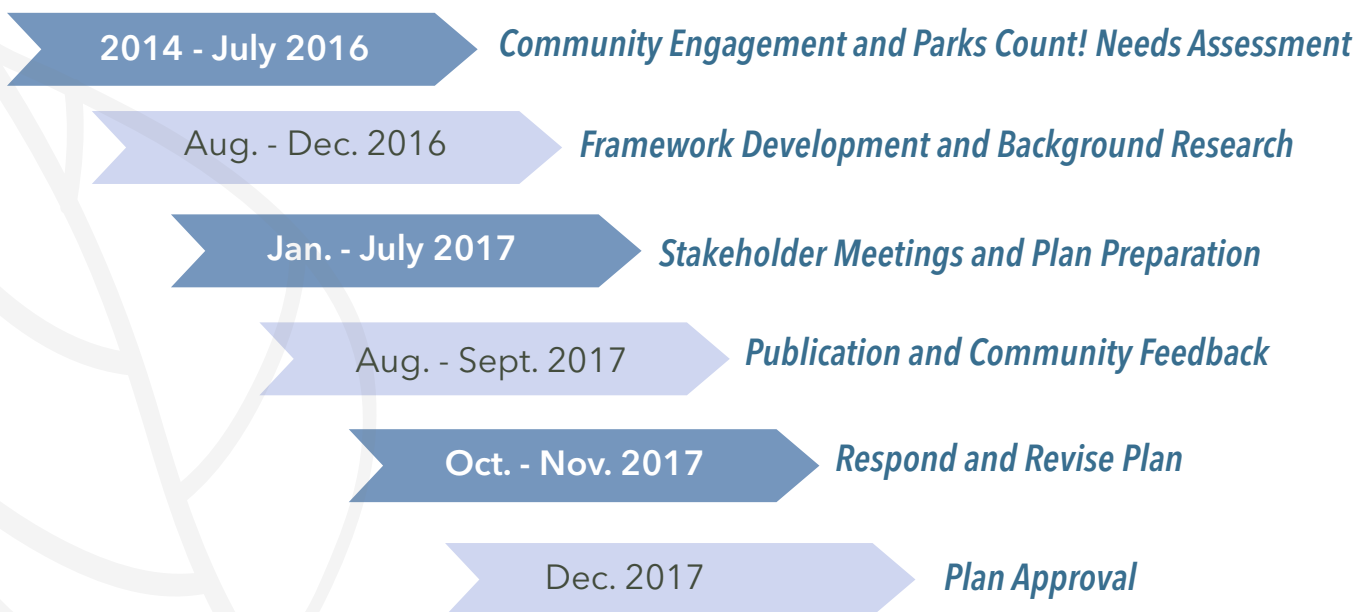 2014 - July 2016 Community Engagement and Parks Count! Needs Assessment
Aug. - Dec. 2016 Framework Development and Background Research
Jan. - July 2017 Stakeholder Meetings and Plan Preparation
Aug. - Sept. 2017 Publication and Community Feedback
Oct. - Nov. 2017 Respond and Revise Plan
Dec. 2017 Plan Approval